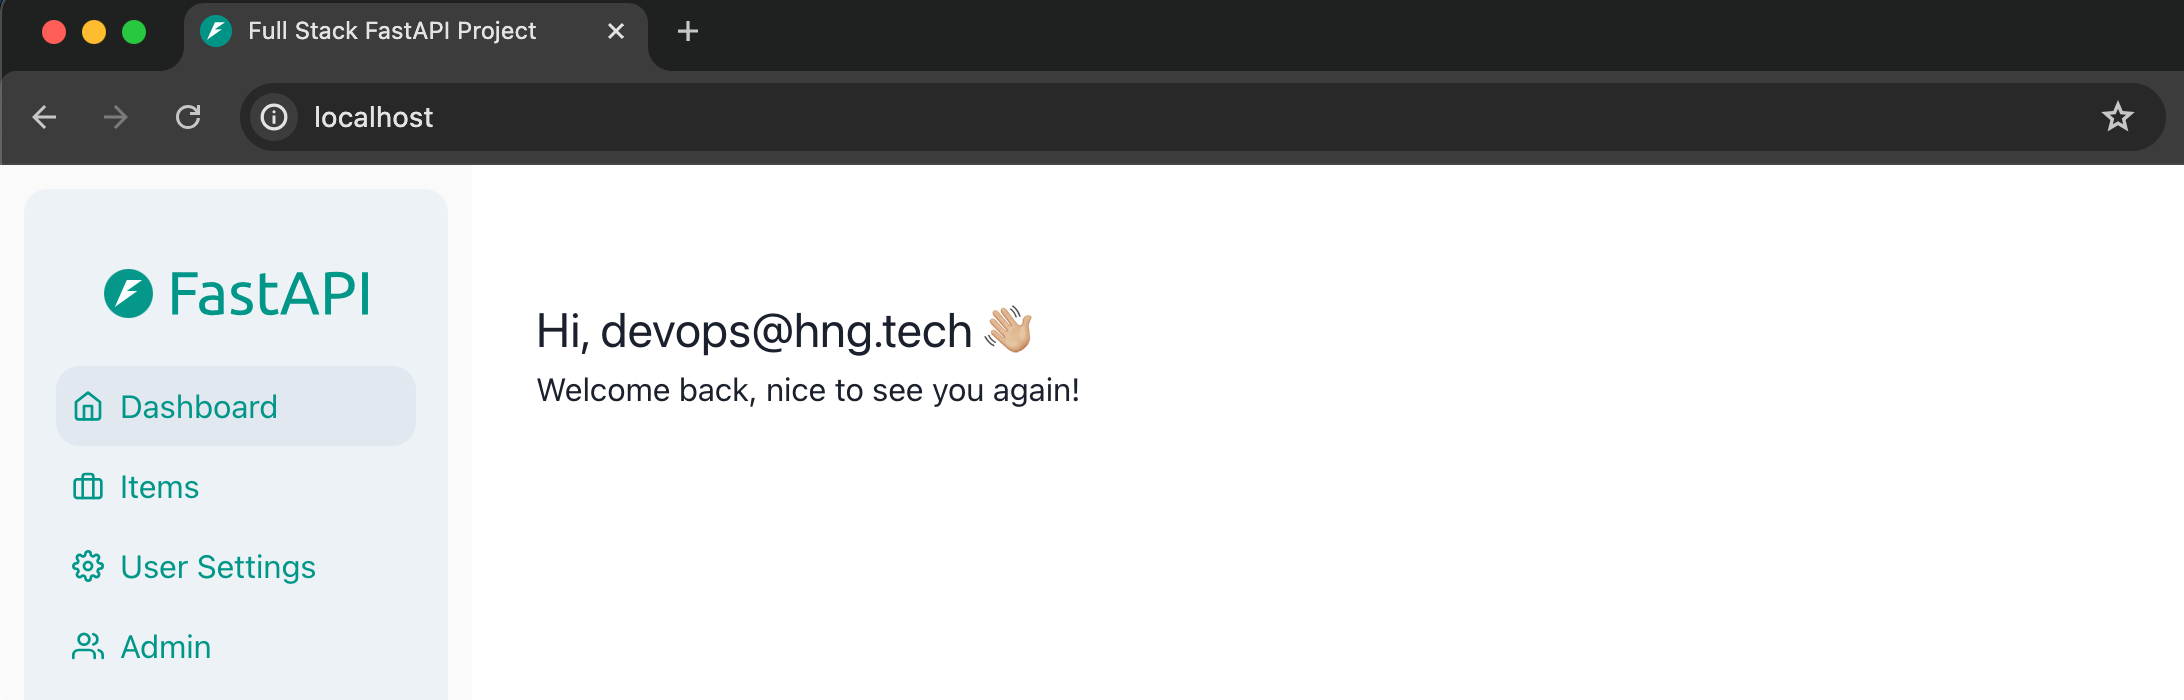 Full Stack FastAPI Project
localhost
FastAPI
Dashboard
Items
User Settings
Admin
Hi, devops@hng.tech 👋🏼
Welcome back, nice to see you again!